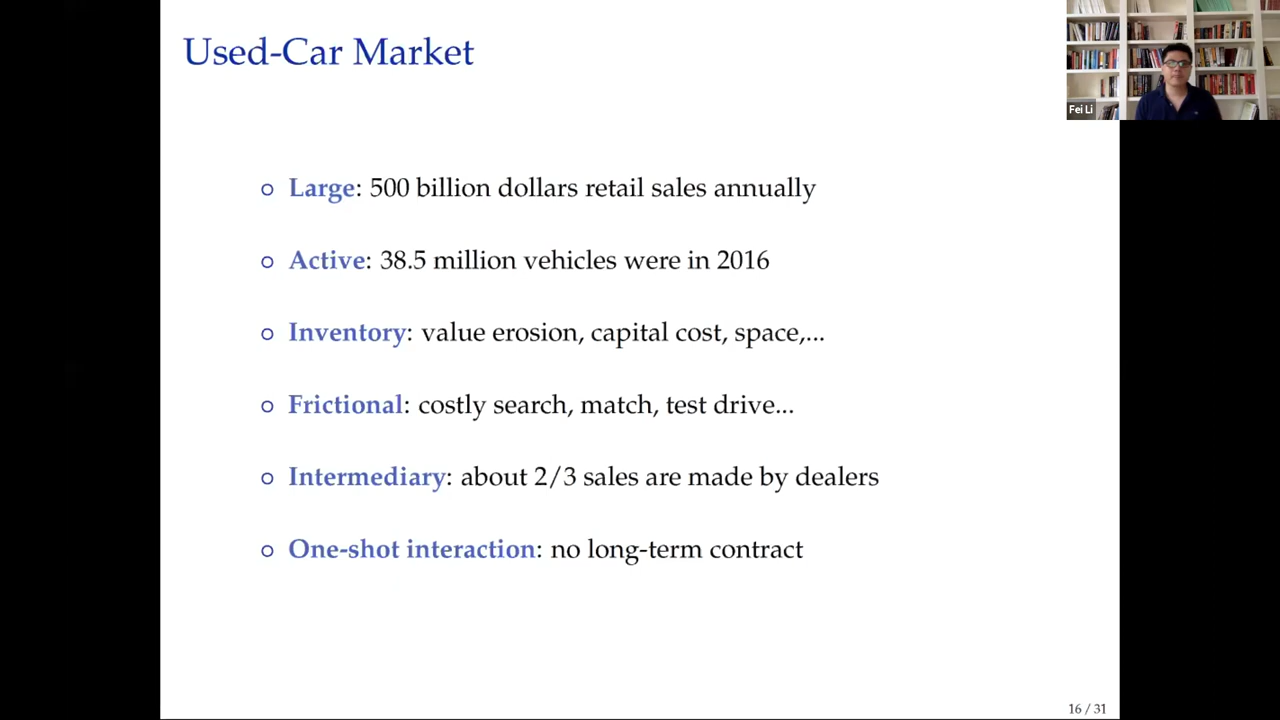 Used-Car Market
Fei Li
Large: 500 billion dollars retail sales annually
Active: 38.5 million vehicles were in 2016
Inventory: value erosion, capital cost, space,...
Frictional: costly search, match, test drive...
Intermediary: about 2/3 sales are made by dealers
One-shot interaction: no long-term contract
16 / 31